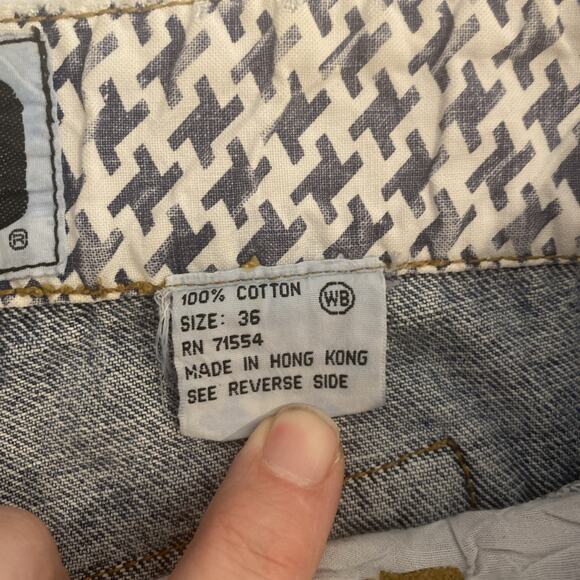 ®
100% COTTON WB
SIZE: 36
RN 71554
MADE IN HONG KONG
SEE REVERSE SIDE